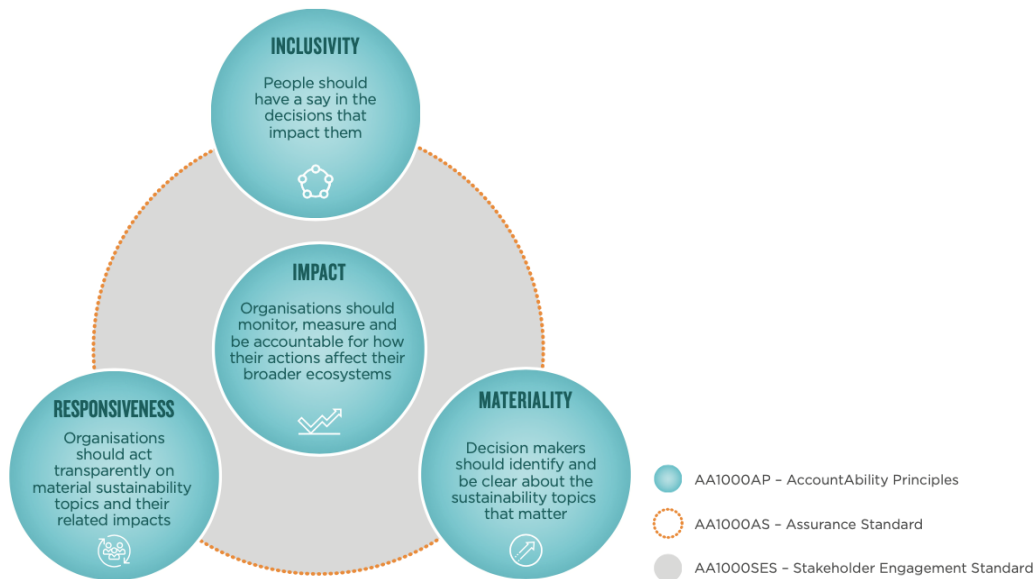 INCLUSIVITY
People should
have a say in the
decisions that
impact them
IMPACT
Organisations should
monitor, measure and
be accountable for how
their actions affect their
broader ecosystems
RESPONSIVENESS
Organisations
should act
transparently on
material sustainability
topics and their
related impacts
MATERIALITY
Decision makers
should identify and
be clear about the
sustainability topics
that matter
AA1000AP – AccountAbility Principles
AA1000AS – Assurance Standard
AA1000SES – Stakeholder Engagement Standard